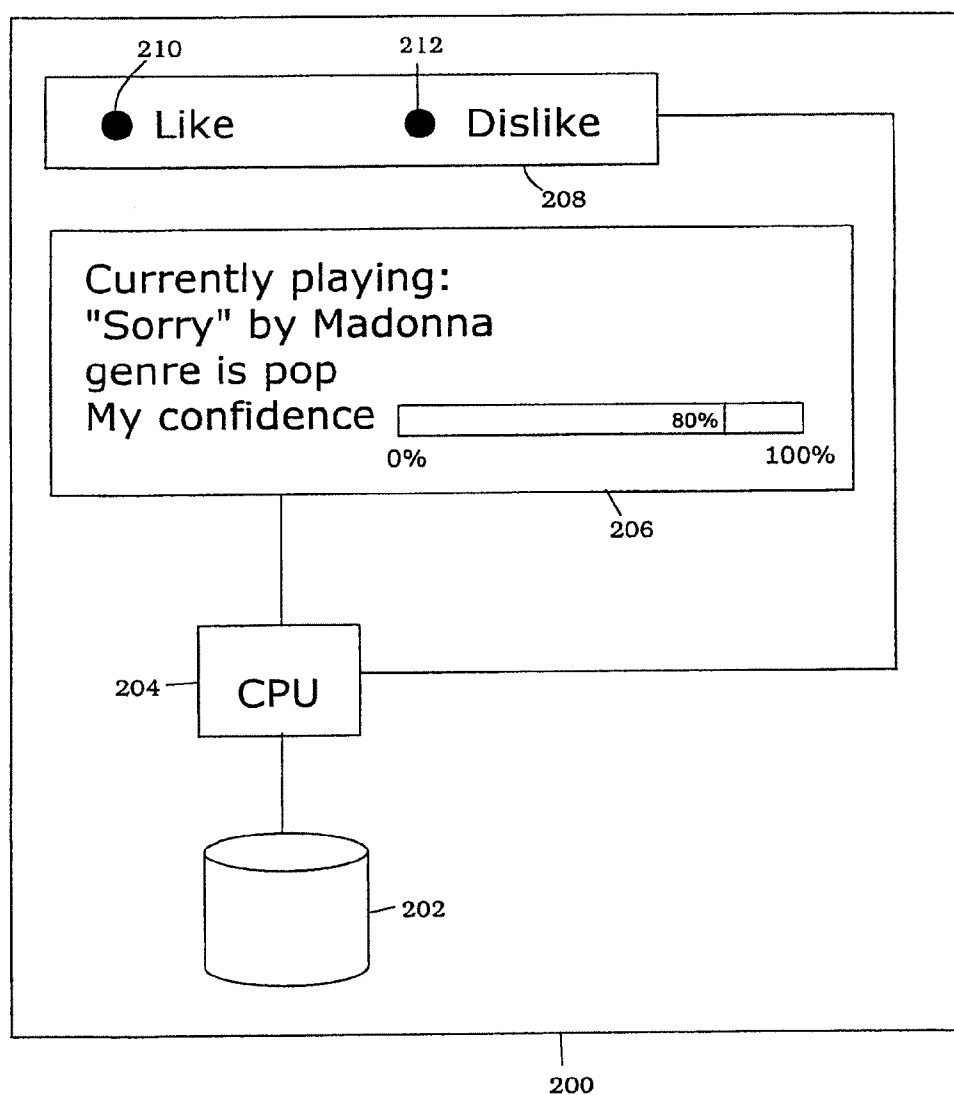 210
212
Like
Dislike
208
Currently playing:
"Sorry" by Madonna
genre is pop
My confidence
80%
0%
100%
206
204
CPU
202
200